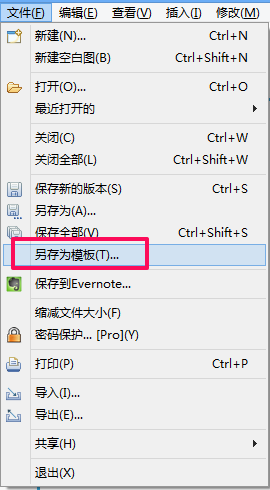 文件(F) 编辑(E) 查看(V) 插入(I) 修改(M)
新建(N)... Ctrl+N
新建空白图(B) Ctrl+Shift+N
打开(O)... Ctrl+O
最近打开的
关闭(C) Ctrl+W
关闭全部(L) Ctrl+Shift+W
保存新的版本(S) Ctrl+S
另存为(A)...
保存全部(V) Ctrl+Shift+S
另存为模板(T)...
保存到Evernote...
缩减文件大小(F)
密码保护... [Pro](Y)
打印(P) Ctrl+P
导入(I)...
导出(E)...
共享(H)
退出(X)